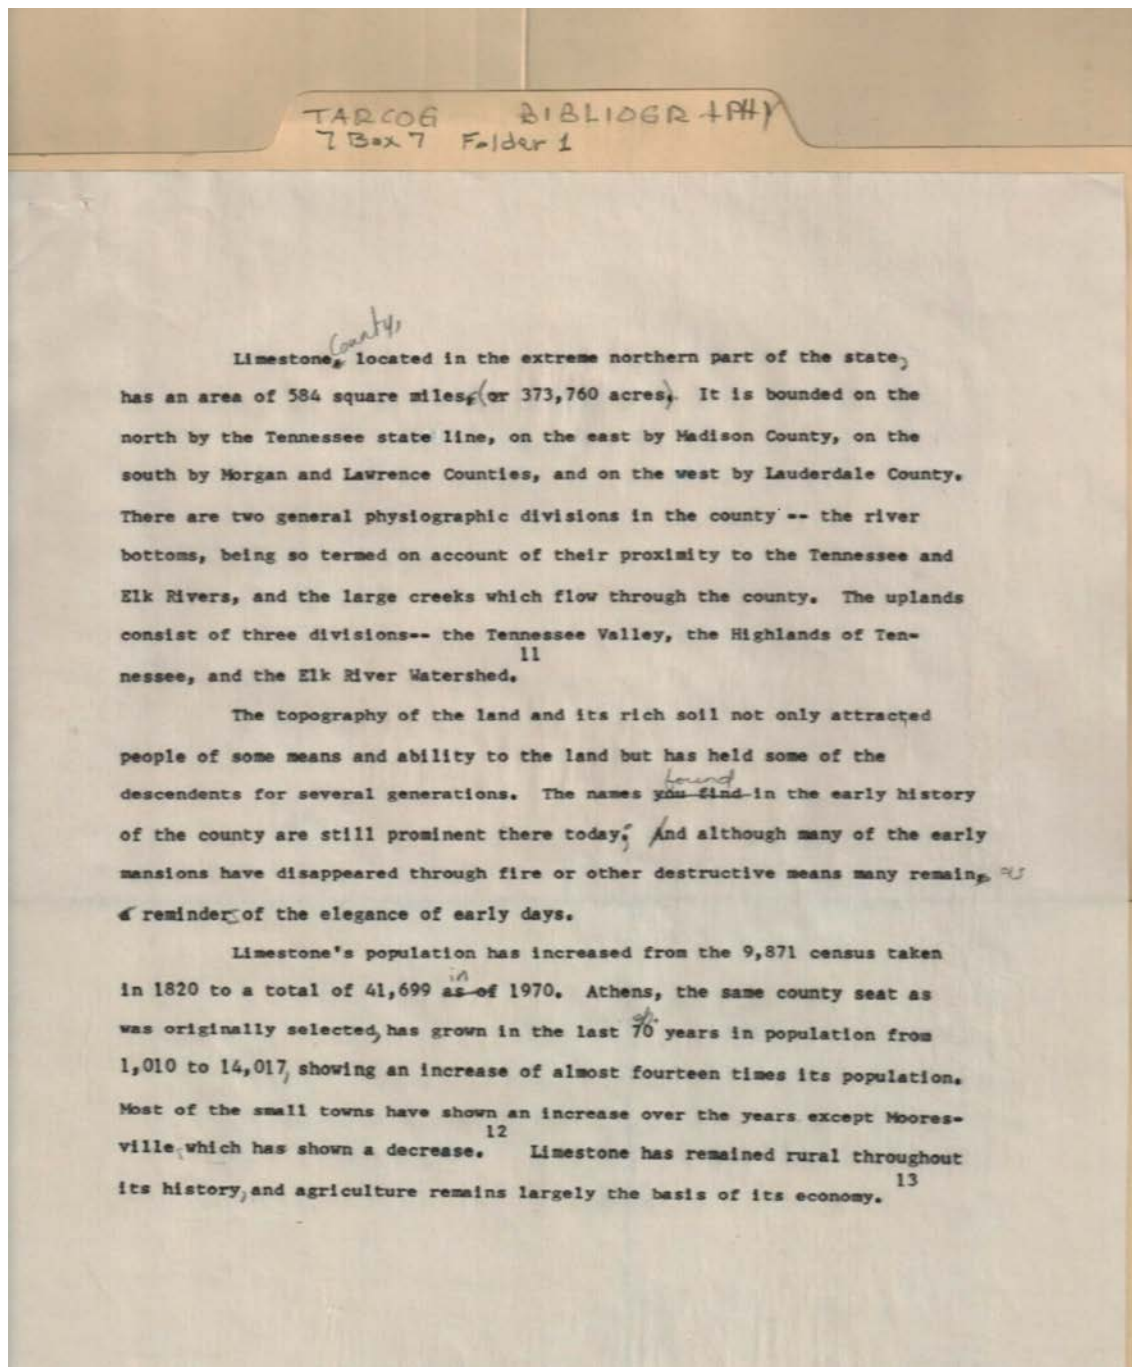 TARCOG BIBLIOGRAPHY
7 Box 7 Folder 1
County,
Limestone, located in the extreme northern part of the state,
has an area of 584 square miles, (or 373,760 acres). It is bounded on the
north by the Tennessee state line, on the east by Madison County, on the
south by Morgan and Lawrence Counties, and on the west by Lauderdale County.
There are two general physiographic divisions in the county -- the river
bottoms, being so termed on account of their proximity to the Tennessee and
Elk Rivers, and the large creeks which flow through the county. The uplands
consist of three divisions-- the Tennessee Valley, the Highlands of Ten-
nessee, and the Elk River Watershed. 11
The topography of the land and its rich soil not only attracted
people of some means and ability to the land but has held some of the
found
descendents for several generations. The names you find in the early history
of the county are still prominent there today; And although many of the early
mansions have disappeared through fire or other destructive means many remain, as
a reminders of the elegance of early days.
Limestone's population has increased from the 9,871 census taken
in
in 1820 to a total of 41,699 as of 1970. Athens, the same county seat as
was originally selected, has grown in the last 70 years in population from
1,010 to 14,017, showing an increase of almost fourteen times its population.
Most of the small towns have shown an increase over the years except Moores-
ville, which has shown a decrease. 12 Limestone has remained rural throughout
its history, and agriculture remains largely the basis of its economy. 13